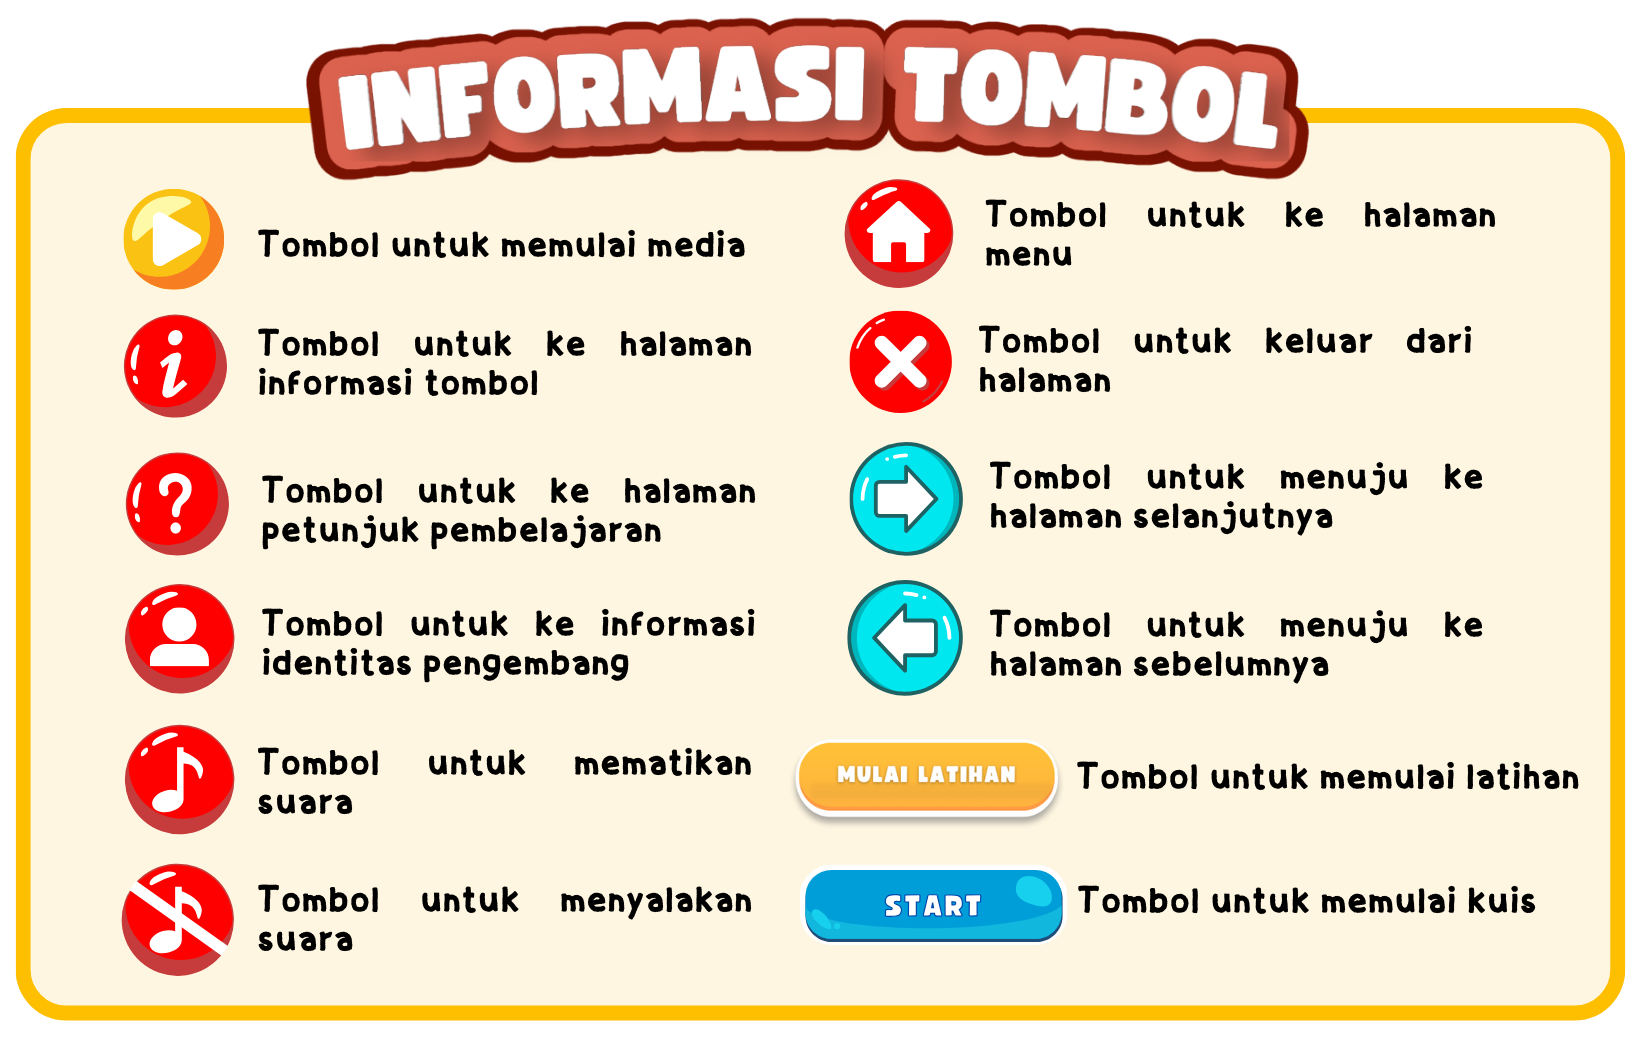 INFORMASI TOMBOL
Tombol untuk memulai media
Tombol untuk ke halaman
informasi tombol
Tombol untuk ke halaman
petunjuk pembelajaran
Tombol untuk ke informasi
identitas pengembang
Tombol untuk mematikan
suara
Tombol untuk menyalakan
suara
Tombol untuk ke halaman
menu
Tombol untuk keluar dari
halaman
Tombol untuk menuju ke
halaman selanjutnya
Tombol untuk menuju ke
halaman sebelumnya
MULAI LATIHAN
Tombol untuk memulai latihan
START
Tombol untuk memulai kuis